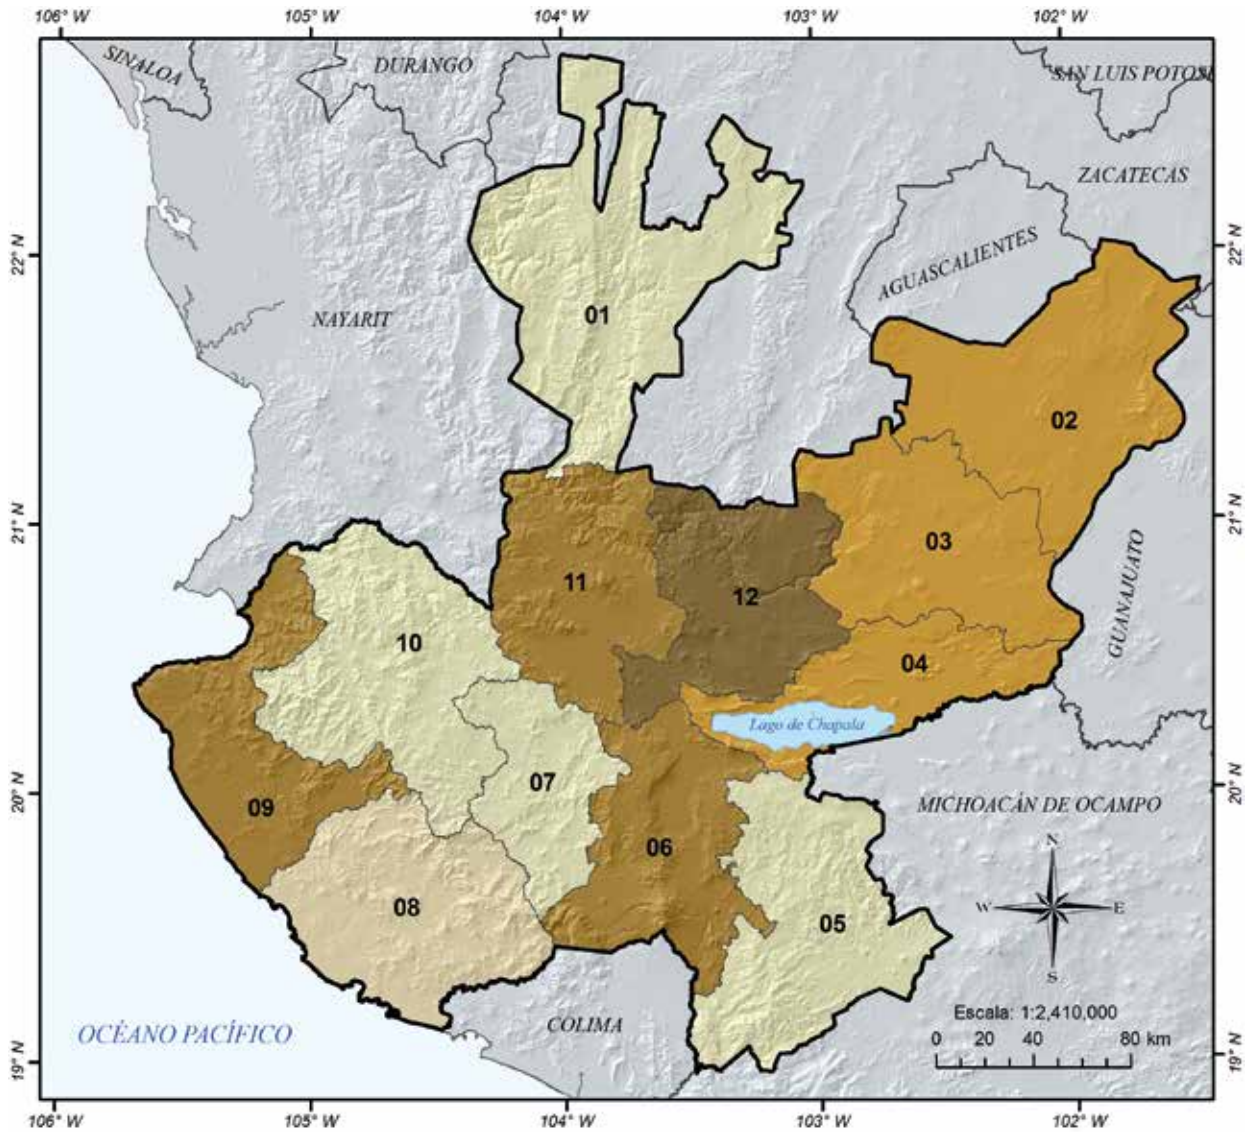 106° W 105° W 104° W 103° W 102° W
SINALOA
DURANGO
SAN LUIS POTOSÍ
ZACATECAS
22° N
22° N
AGUASCALIENTES
NAYARIT
01
02
21° N
21° N
03
GUANAJUATO
11
12
10
04
Lago de Chapala
07
20° N
20° N
09
MICHOACÁN DE OCAMPO
06
N
08
W E
05
S
Escala: 1:2,410,000
OCÉANO PACÍFICO
COLIMA
0 20 40 80 km
19° N
19° N
106° W 105° W 104° W 103° W 102° W